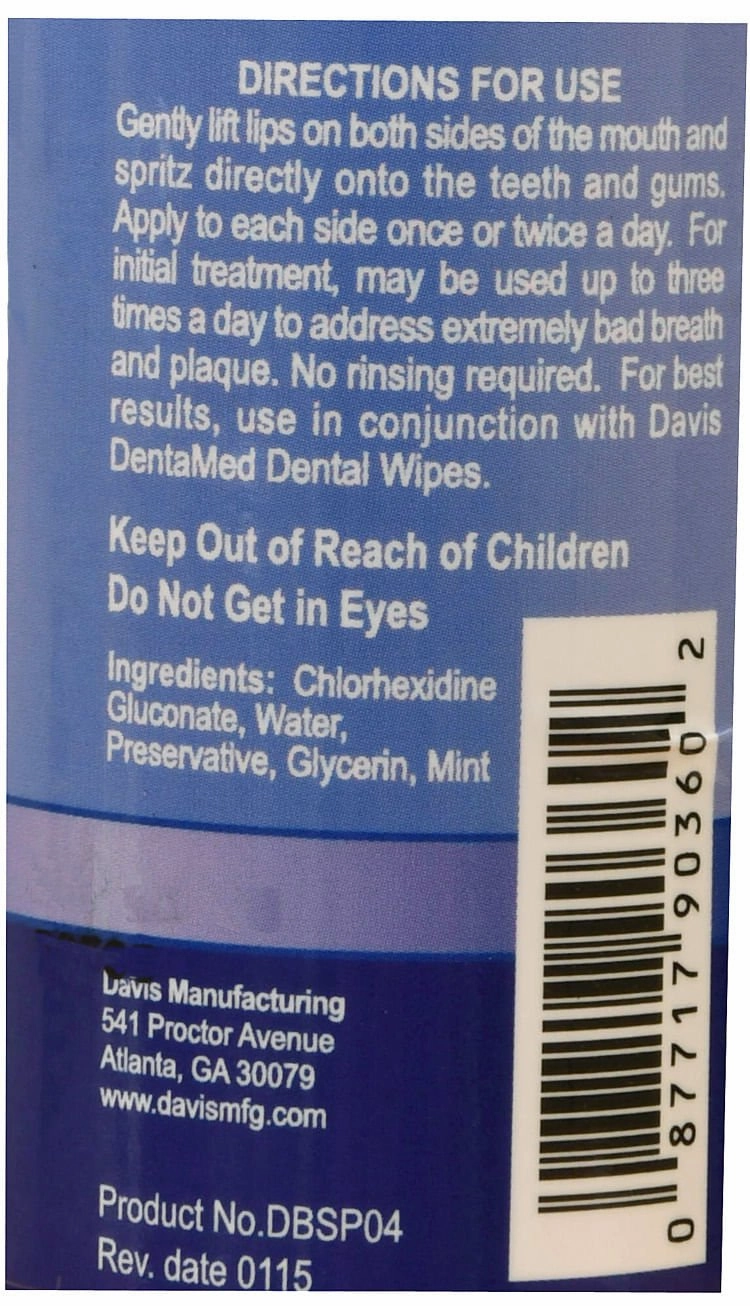 DIRECTIONS FOR USE
Gently lift lips on both sides of the mouth and
spritz directly onto the teeth and gums.
Apply to each side once or twice a day. For
initial treatment, may be used up to three
times a day to address extremely bad breath
and plaque. No rinsing required. For best
results, use in conjunction with Davis
DentaMed Dental Wipes.
Keep Out of Reach of Children
Do Not Get in Eyes
Ingredients: Chlorhexidine
Gluconate, Water,
Preservative, Glycerin, Mint
Davis Manufacturing
541 Proctor Avenue
Atlanta, GA 30079
www.davismfg.com
Product No.DBSP04
Rev. date 0115
0 87717 90360 2